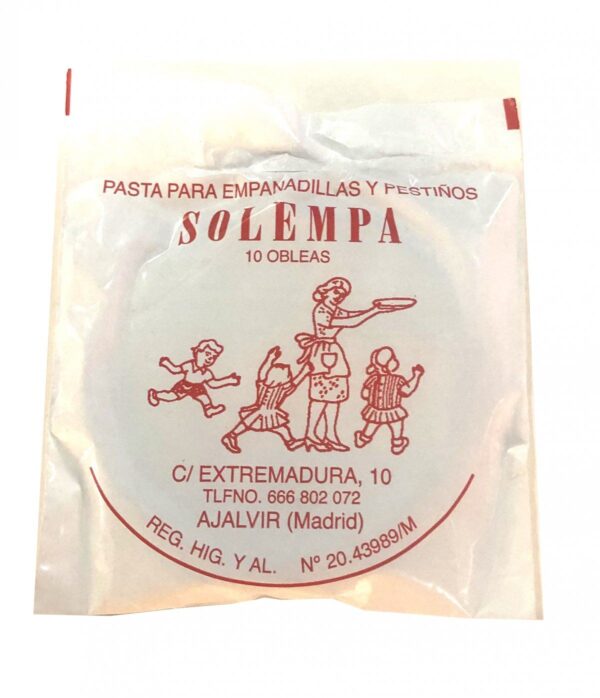 PASTA PARA EMPANADILLAS Y PESTIÑOS
SOLEMPA
10 OBLEAS
C/ EXTREMADURA, 10
TLFNO. 666 802 072
AJALVIR (Madrid)
REG. HIG. Y AL. Nº 20.43989/M